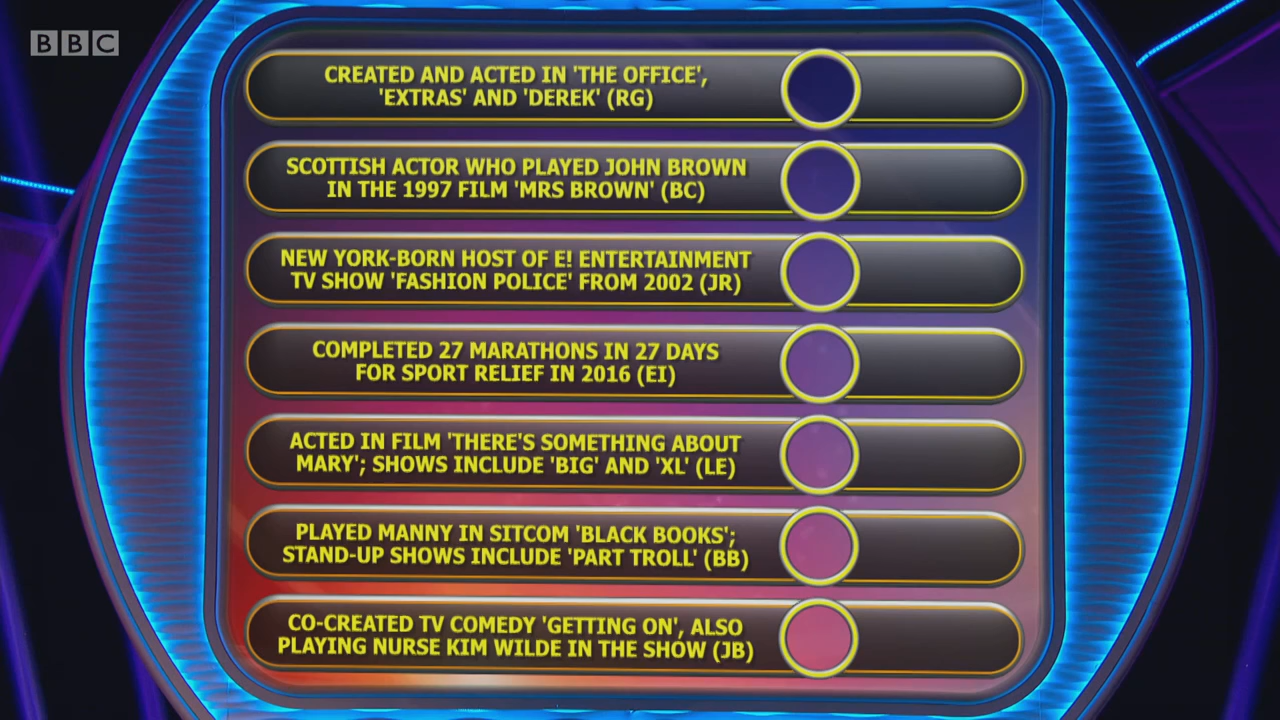 BBC
CREATED AND ACTED IN 'THE OFFICE',
'EXTRAS' AND 'DEREK' (RG)
SCOTTISH ACTOR WHO PLAYED JOHN BROWN
IN THE 1997 FILM 'MRS BROWN' (BC)
NEW YORK-BORN HOST OF E! ENTERTAINMENT
TV SHOW 'FASHION POLICE' FROM 2002 (JR)
COMPLETED 27 MARATHONS IN 27 DAYS
FOR SPORT RELIEF IN 2016 (EI)
ACTED IN FILM 'THERE'S SOMETHING ABOUT
MARY'; SHOWS INCLUDE 'BIG' AND 'XL' (LE)
PLAYED MANNY IN SITCOM 'BLACK BOOKS';
STAND-UP SHOWS INCLUDE 'PART TROLL' (BB)
CO-CREATED TV COMEDY 'GETTING ON', ALSO
PLAYING NURSE KIM WILDE IN THE SHOW (JB)